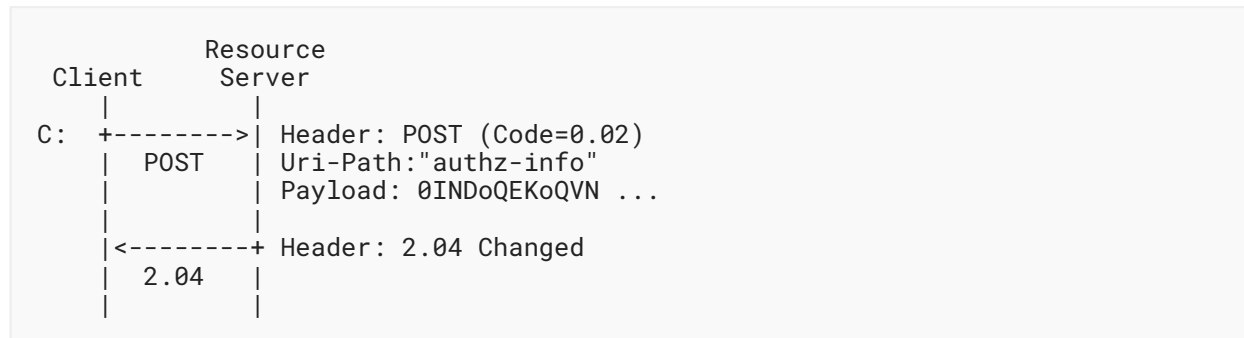 Resource
Client Server
| |
C: +-------->| Header: POST (Code=0.02)
| POST | Uri-Path:"authz-info"
| | Payload: 0INDoQEKoQVN ...
| |
|<--------+ Header: 2.04 Changed
| 2.04 |
| |